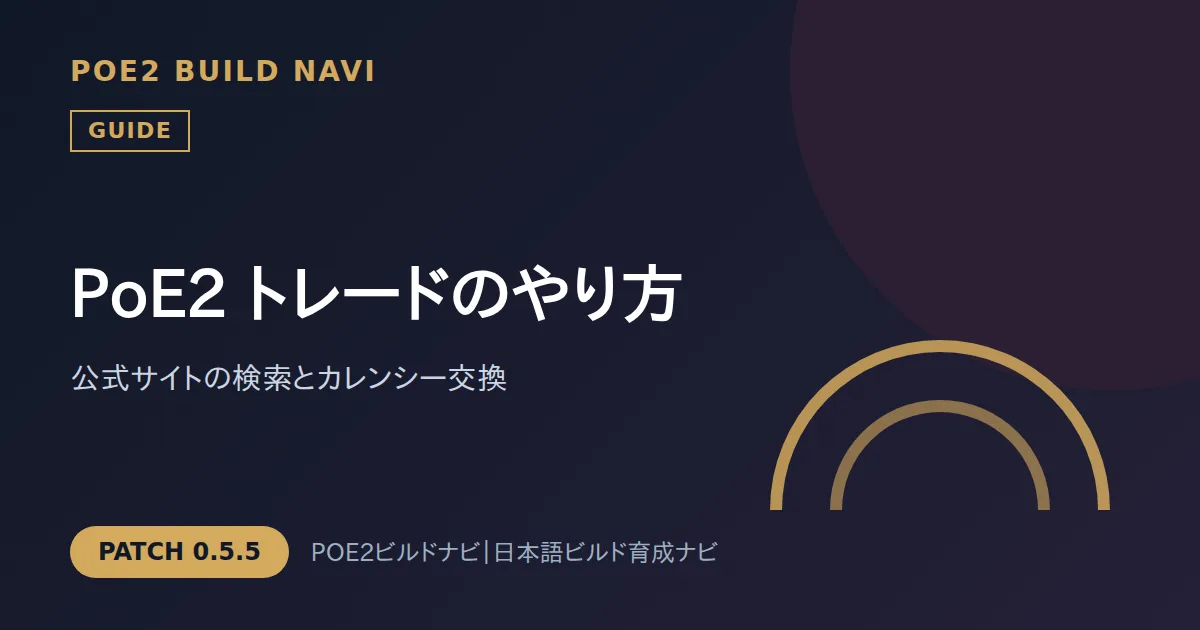 POE2 BUILD NAVI
GUIDE
PoE2 トレードのやり方
公式サイトの検索とカレンシー交換
PATCH 0.5.5
POE2ビルドナビ|日本語ビルド育成ナビ